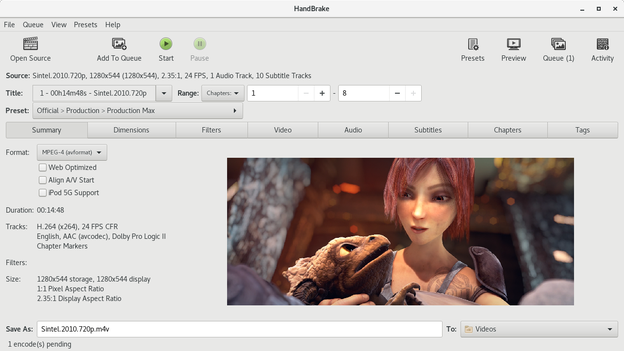 HandBrake
File Queue View Presets Help
Open Source Add To Queue Start Pause Presets Preview Queue (1) Activity
Source: Sintel.2010.720p, 1280x544 (1280x544), 2.35:1, 24 FPS, 1 Audio Track, 10 Subtitle Tracks
Title: 1 - 00h14m48s - Sintel.2010.720p Range: Chapters: 1 - + - 8 - +
Preset: Official > Production > Production Max
Summary Dimensions Filters Video Audio Subtitles Chapters Tags
Format: MPEG-4 (avformat)
Web Optimized
Align A/V Start
iPod 5G Support
Duration: 00:14:48
Tracks: H.264 (x264), 24 FPS CFR
English, AAC (avcodec), Dolby Pro Logic II
Chapter Markers
Filters:
Size: 1280x544 storage, 1280x544 display
1:1 Pixel Aspect Ratio
2.35:1 Display Aspect Ratio
Save As: Sintel.2010.720p.m4v To: Videos
1 encode(s) pending